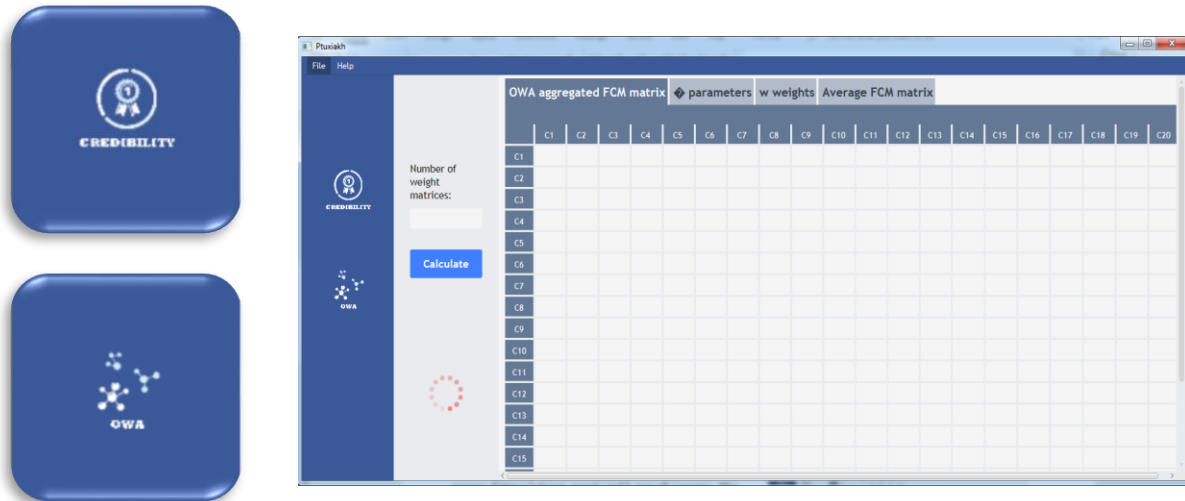 CREDIBILITY
OWA
Ptuxiakh
File Help
CREDIBILITY
OWA
Number of
weight
matrices:
Calculate
OWA aggregated FCM matrix � parameters w weights Average FCM matrix
C1 C2 C3 C4 C5 C6 C7 C8 C9 C10 C11 C12 C13 C14 C15 C16 C17 C18 C19 C20
C1
C2
C3
C4
C5
C6
C7
C8
C9
C10
C11
C12
C13
C14
C15